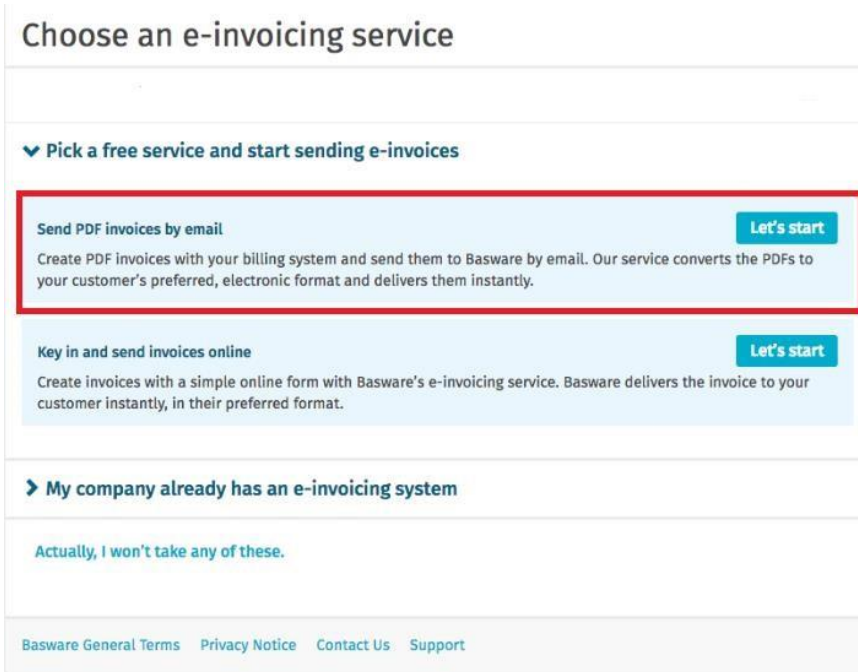 Choose an e-invoicing service
Pick a free service and start sending e-invoices
Send PDF invoices by email
Let's start
Create PDF invoices with your billing system and send them to Basware by email. Our service converts the PDFs to
your customer's preferred, electronic format and delivers them instantly.
Key in and send invoices online
Let's start
Create invoices with a simple online form with Basware's e-invoicing service. Basware delivers the invoice to your
customer instantly, in their preferred format.
My company already has an e-invoicing system
Actually, I won't take any of these.
Basware General Terms Privacy Notice Contact Us Support